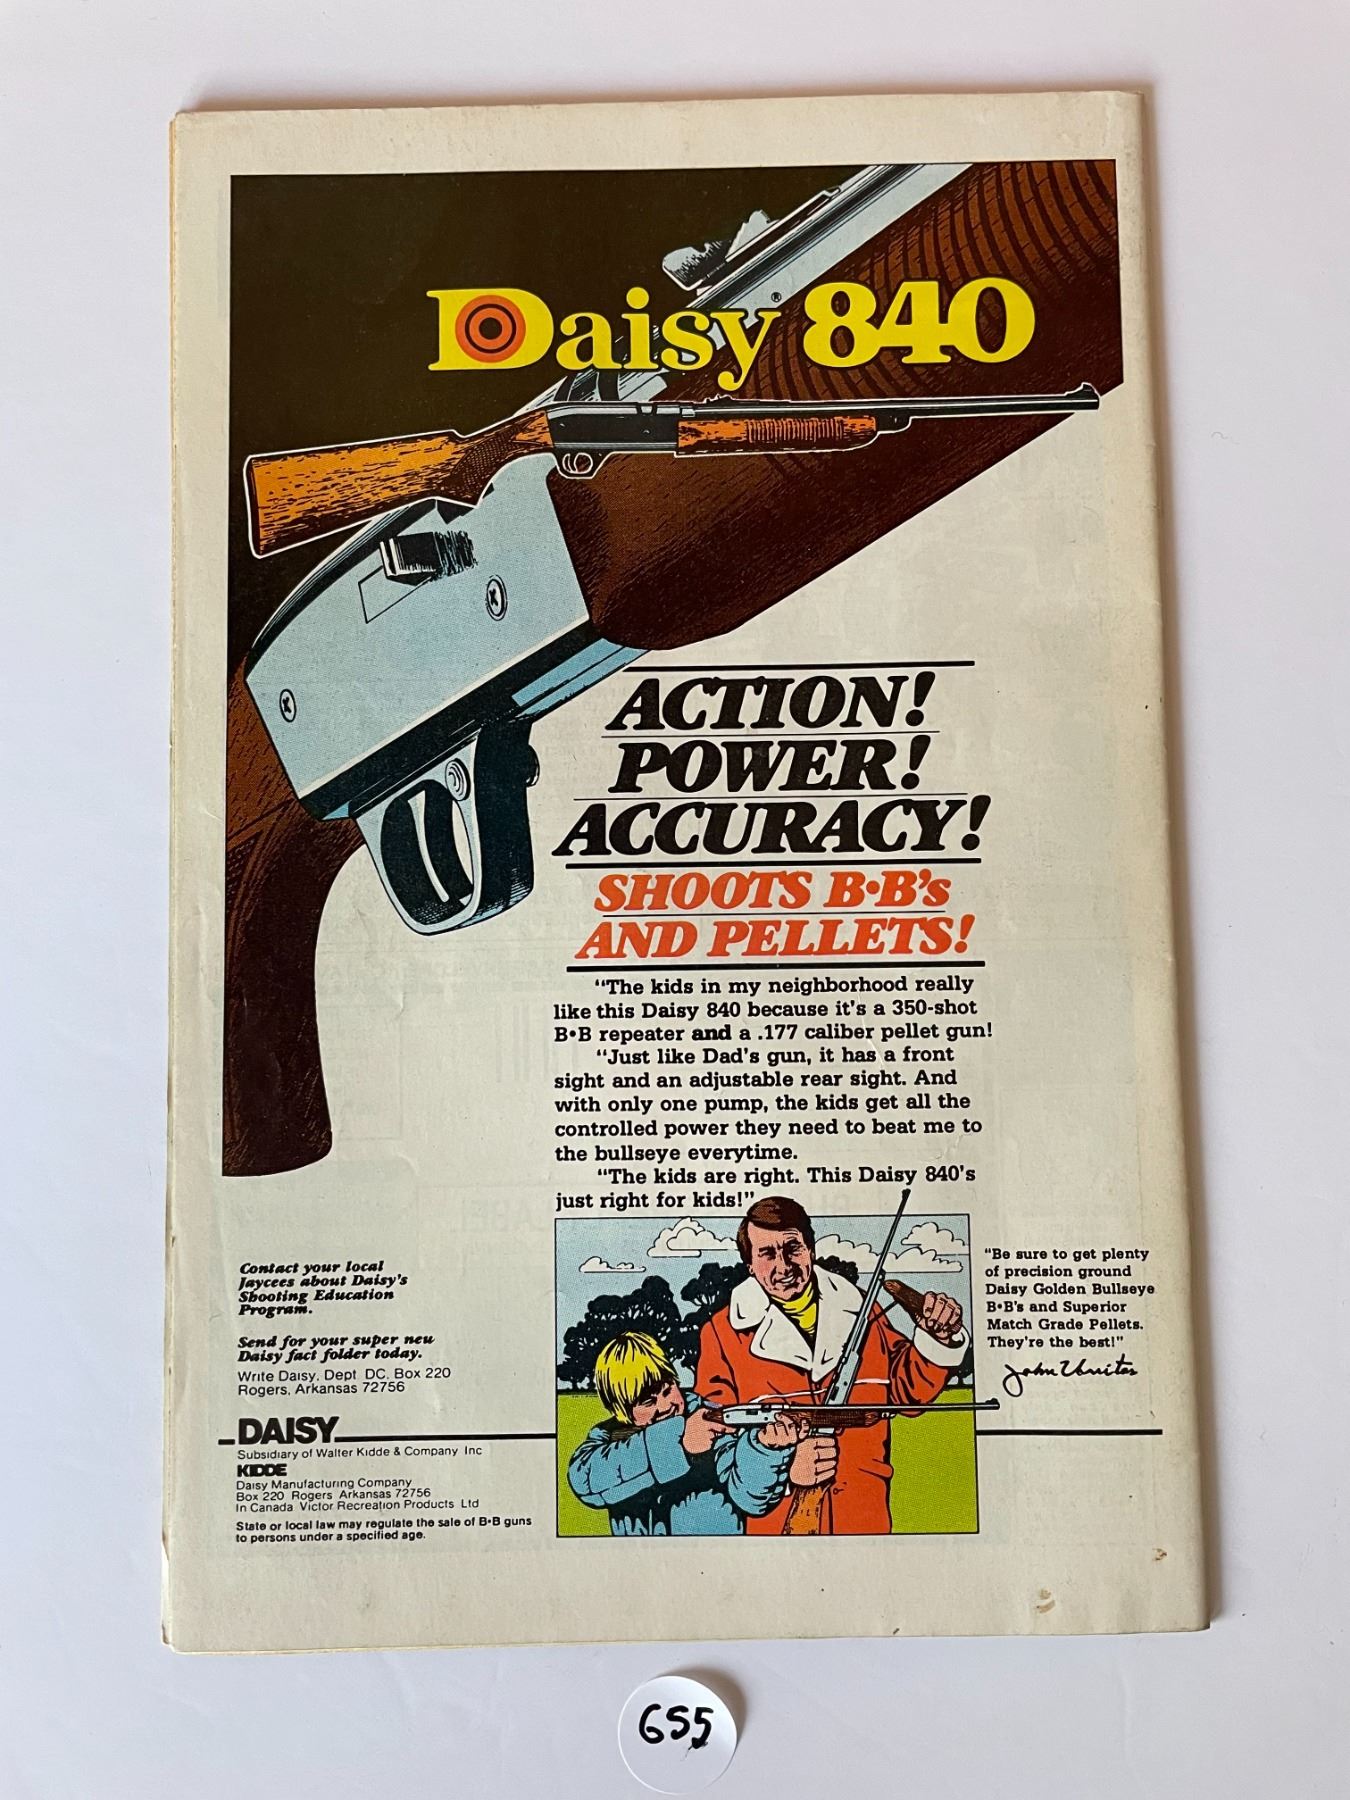 Daisy® 840
ACTION!
POWER!
ACCURACY!
SHOOTS B•B's
AND PELLETS!
"The kids in my neighborhood really
like this Daisy 840 because it's a 350-shot
B•B repeater and a .177 caliber pellet gun!
"Just like Dad's gun, it has a front
sight and an adjustable rear sight. And
with only one pump, the kids get all the
controlled power they need to beat me to
the bullseye everytime.
"The kids are right. This Daisy 840's
just right for kids!"
"Be sure to get plenty
of precision ground
Daisy Golden Bullseye
B•B's and Superior
Match Grade Pellets.
They're the best!"
John Unitas
Contact your local
Jaycees about Daisy's
Shooting Education
Program.
Send for your super new
Daisy fact folder today.
Write Daisy, Dept DC, Box 220
Rogers, Arkansas 72756
DAISY
Subsidiary of Walter Kidde & Company Inc
KIDDE
Daisy Manufacturing Company
Box 220 Rogers Arkansas 72756
In Canada Victor Recreation Products Ltd
State or local law may regulate the sale of B•B guns
to persons under a specified age.
GS5